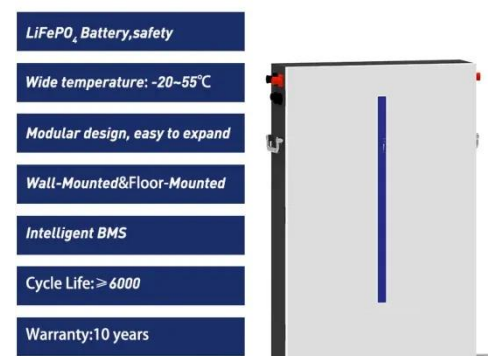 LiFePO₄ Battery,safety
Wide temperature: -20~55℃
Modular design, easy to expand
Wall-Mounted&Floor-Mounted
Intelligent BMS
Cycle Life:≥6000
Warranty:10 years